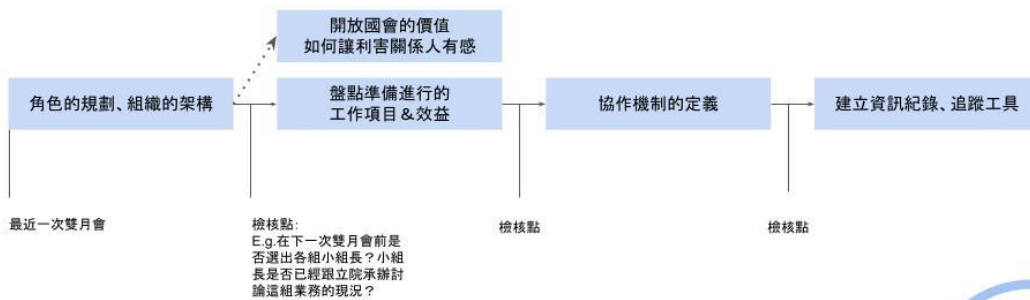 開放國會的價值
如何讓利害關係人有感
角色的規劃、組織的架構
盤點準備進行的
工作項目&效益
協作機制的定義
建立資訊紀錄、追蹤工具
最近一次雙月會
檢核點:
E.g.在下一次雙月會前是
否選出各組小組長？小組
長是否已經跟立院承辦討
論這組業務的現況？
檢核點
檢核點